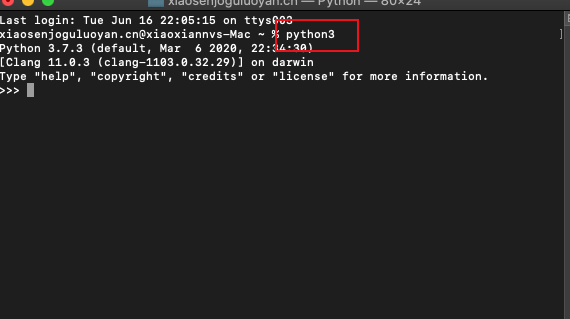 xiaosenjoguluoyan.cn — Python — 80×24
Last login: Tue Jun 16 22:05:15 on ttys003
xiaosenjoguluoyan.cn@xiaoxiannvs-Mac ~ % python3
Python 3.7.3 (default, Mar  6 2020, 22:34:30)
[Clang 11.0.3 (clang-1103.0.32.29)] on darwin
Type "help", "copyright", "credits" or "license" for more information.
>>>